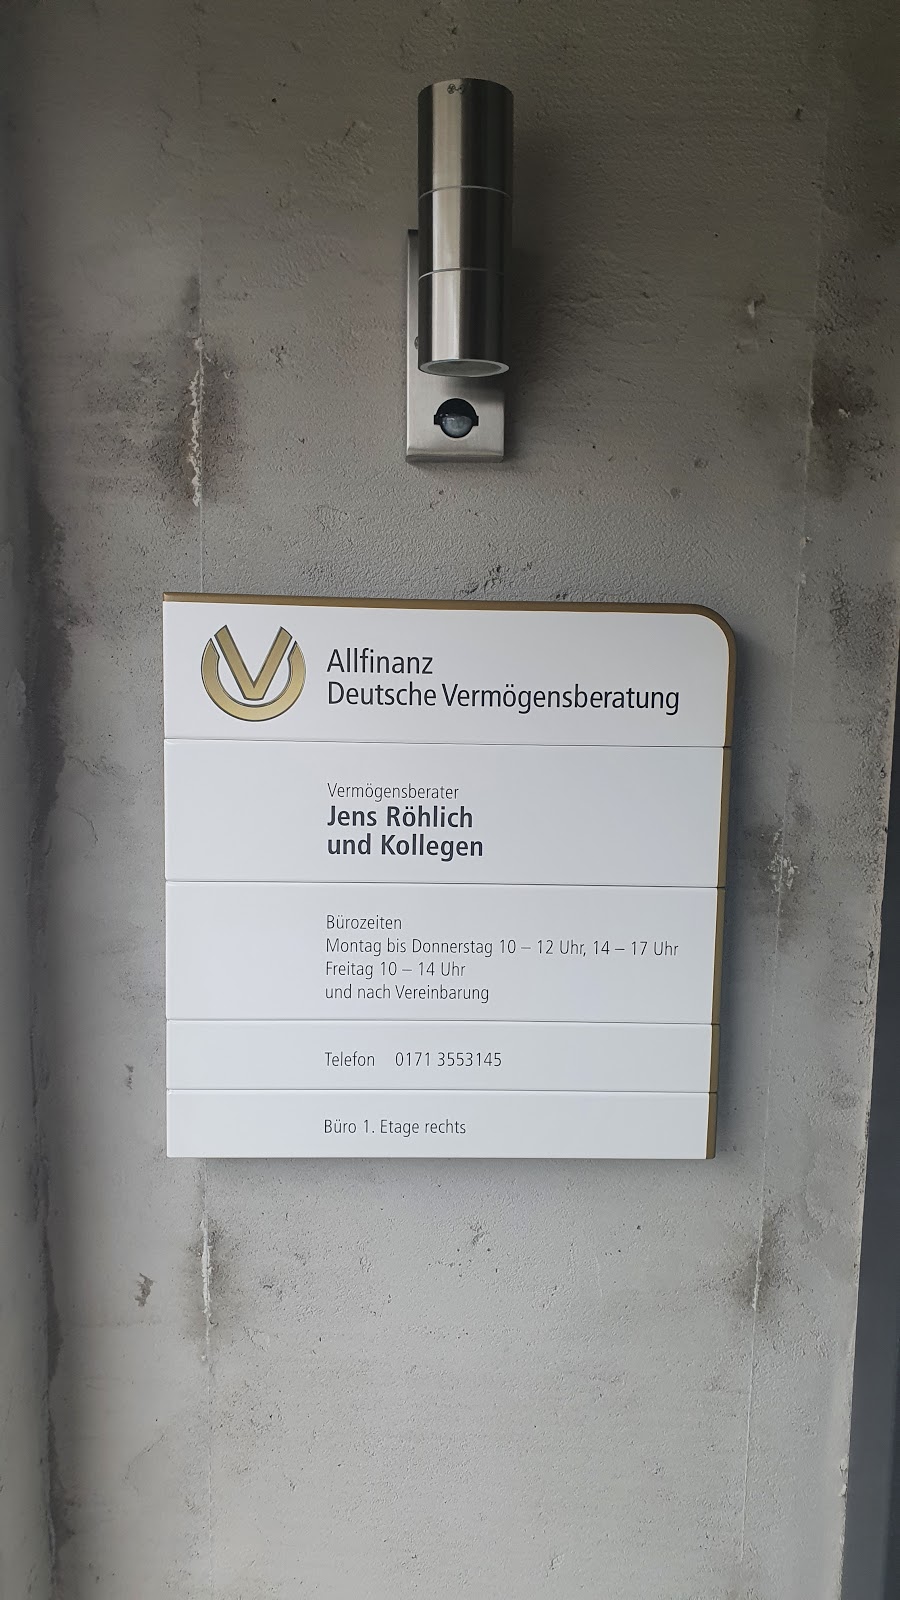 Allfinanz
Deutsche Vermögensberatung
Vermögensberater
Jens Röhlich
und Kollegen
Bürozeiten
Montag bis Donnerstag 10 – 12 Uhr, 14 – 17 Uhr
Freitag 10 – 14 Uhr
und nach Vereinbarung
Telefon 0171 3553145
Büro 1. Etage rechts